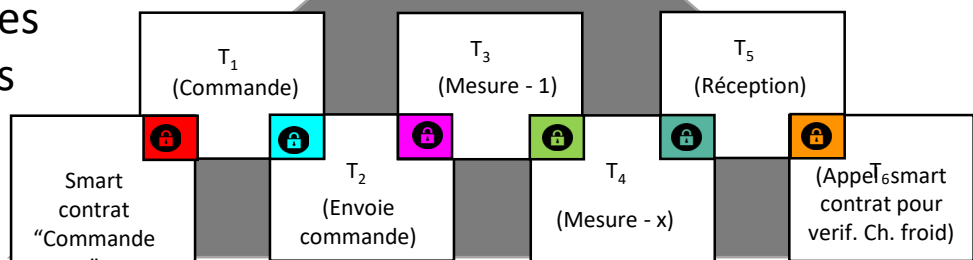 es
s
T1
(Commande)
T3
(Mesure - 1)
T5
(Réception)
Smart
contrat
“Commande
T2
(Envoie
commande)
T4
(Mesure - x)
T6
(Appel smart
contrat pour
verif. Ch. froid)